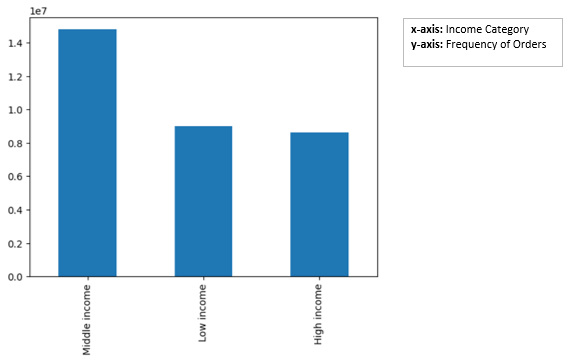 1e7
1.4
1.2
1.0
0.8
0.6
0.4
0.2
0.0
Middle income
Low income
High income
x-axis: Income Category
y-axis: Frequency of Orders